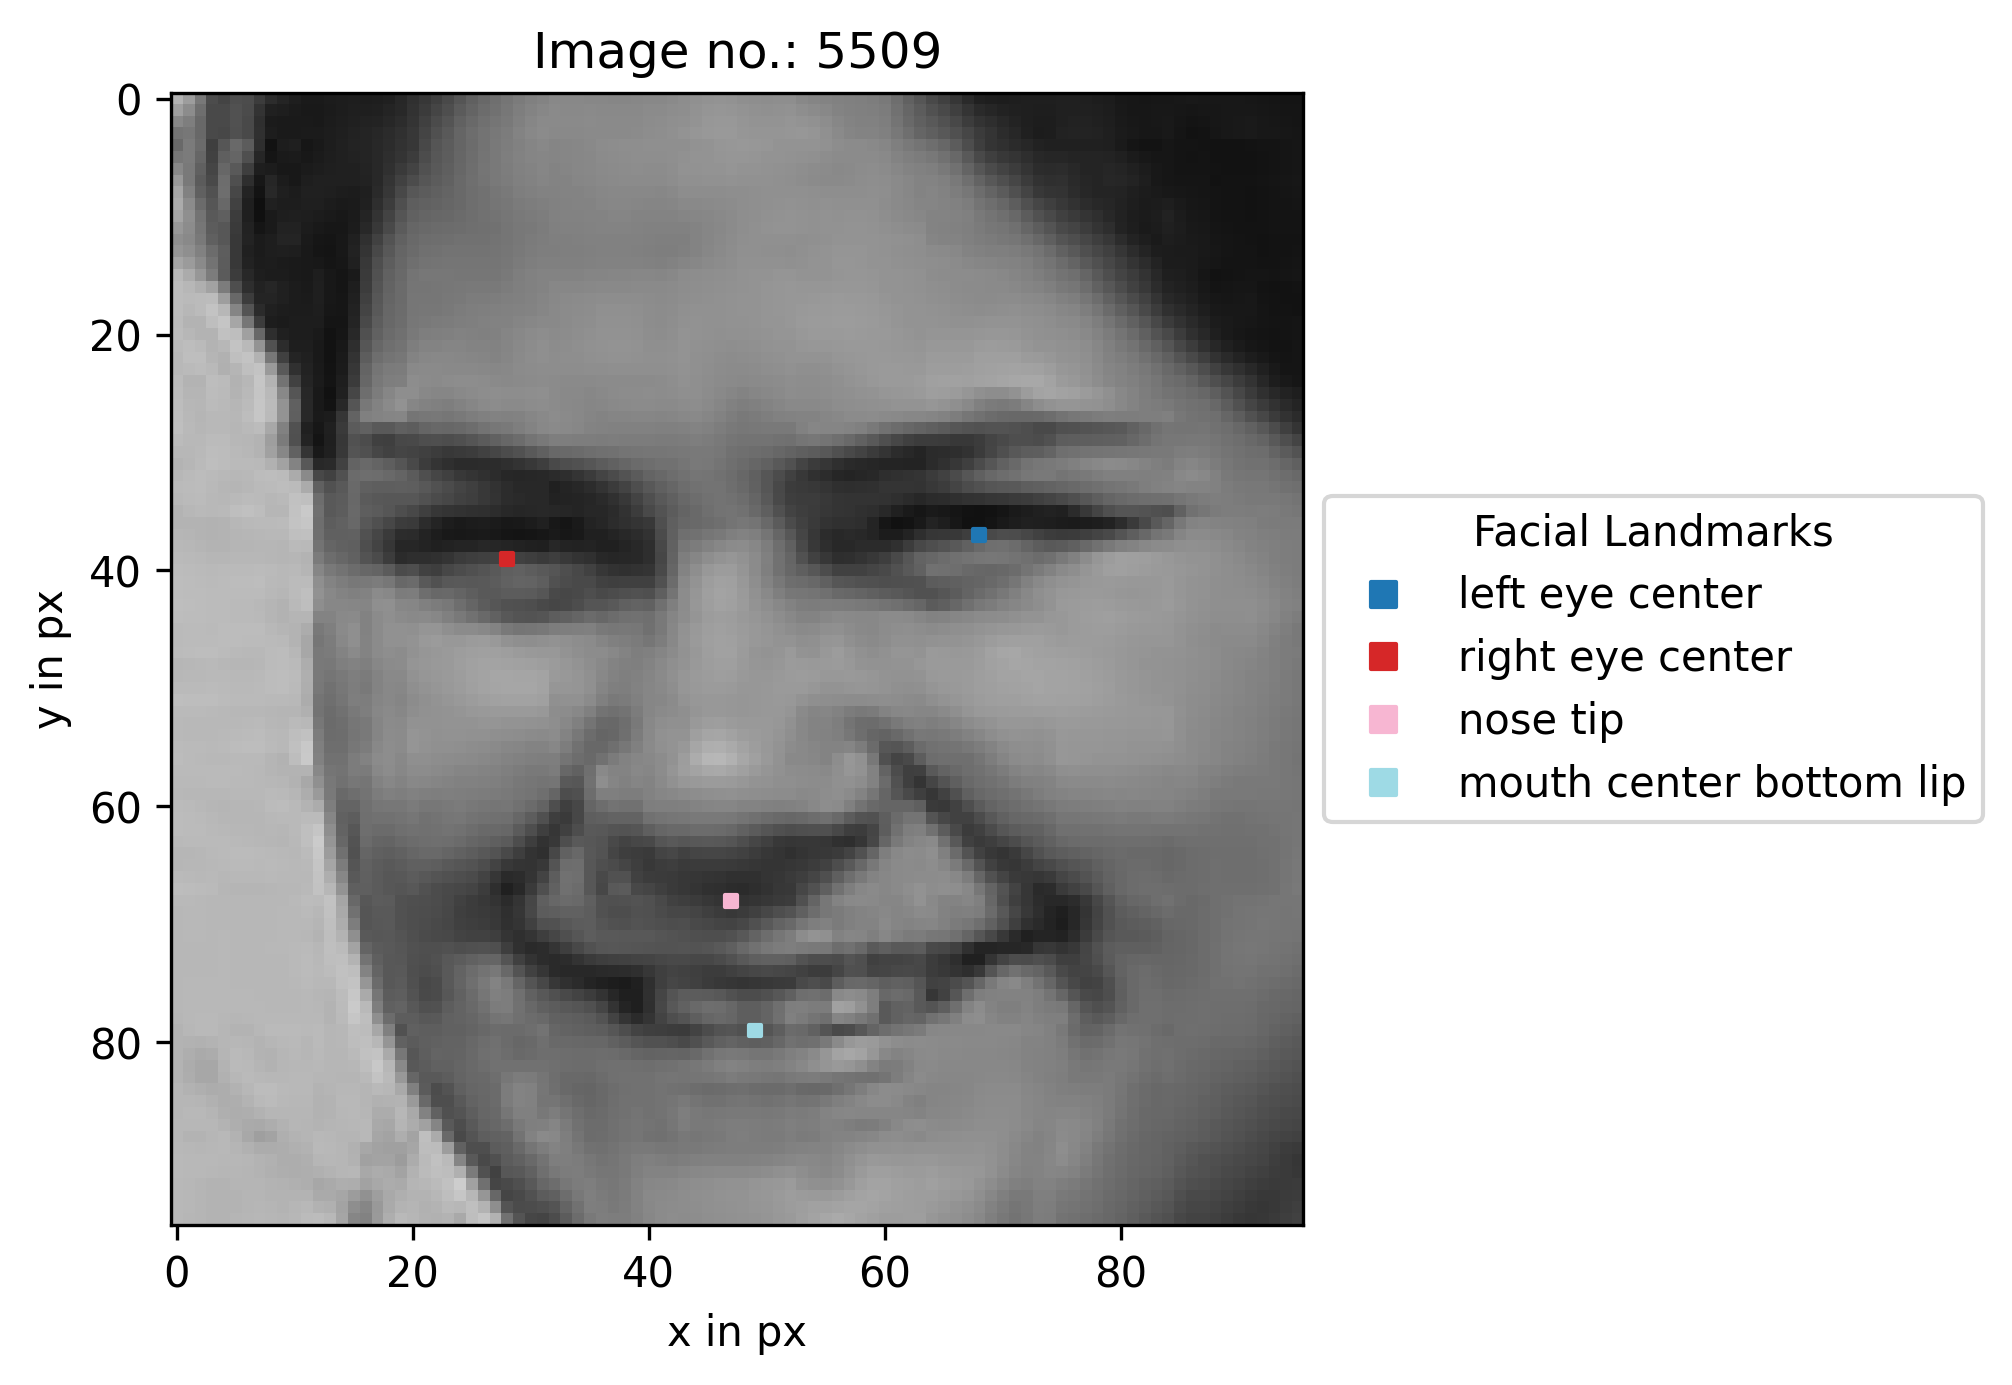 Image no.: 5509
0
20
40
60
80
y in px
0 20 40 60 80
x in px
Facial Landmarks
left eye center
right eye center
nose tip
mouth center bottom lip